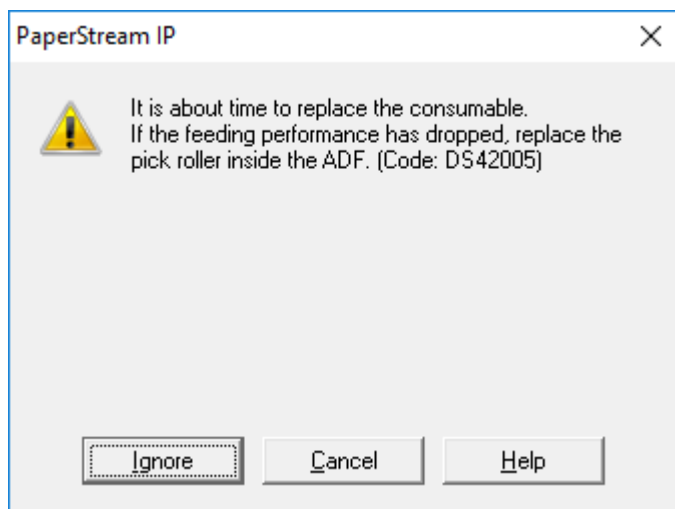 PaperStream IP
It is about time to replace the consumable.
If the feeding performance has dropped, replace the
pick roller inside the ADF. (Code: DS42005)
Ignore
Cancel
Help